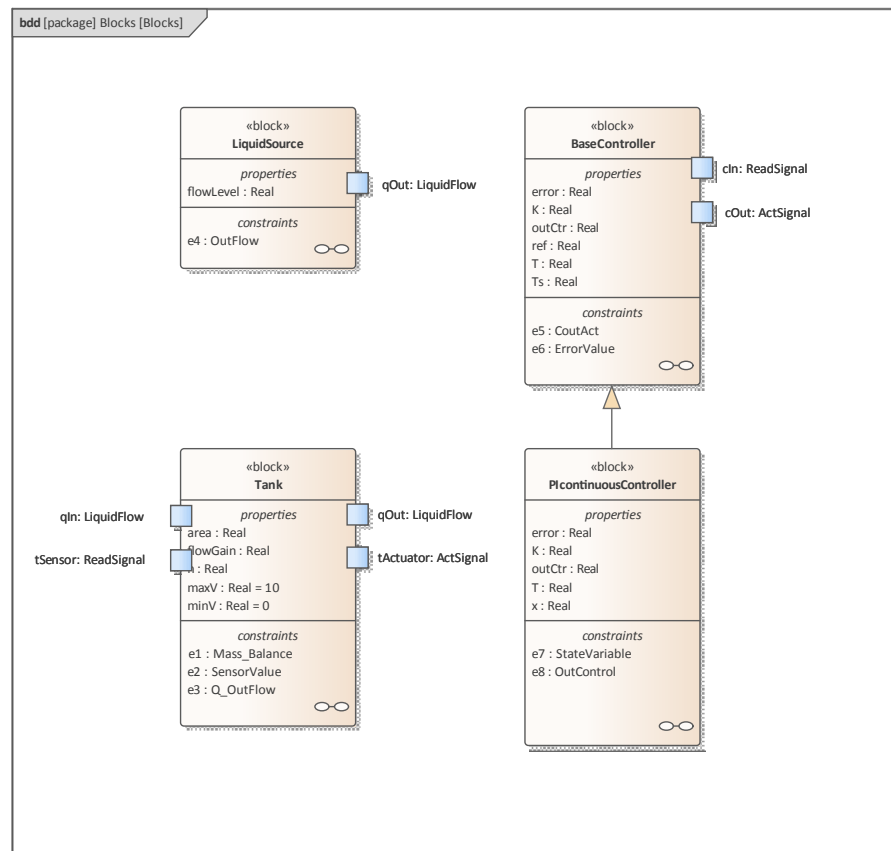 bdd [package] Blocks [Blocks]
«block»
LiquidSource
properties
flowLevel : Real
constraints
e4 : OutFlow
qOut: LiquidFlow
«block»
BaseController
properties
error : Real
K : Real
outCtr : Real
ref : Real
T : Real
Ts : Real
constraints
e5 : CoutAct
e6 : ErrorValue
cIn: ReadSignal
cOut: ActSignal
«block»
Tank
properties
area : Real
flowGain : Real
h : Real
maxV : Real = 10
minV : Real = 0
constraints
e1 : Mass_Balance
e2 : SensorValue
e3 : Q_OutFlow
qIn: LiquidFlow
tSensor: ReadSignal
qOut: LiquidFlow
tActuator: ActSignal
«block»
PIcontinuousController
properties
error : Real
K : Real
outCtr : Real
T : Real
x : Real
constraints
e7 : StateVariable
e8 : OutControl